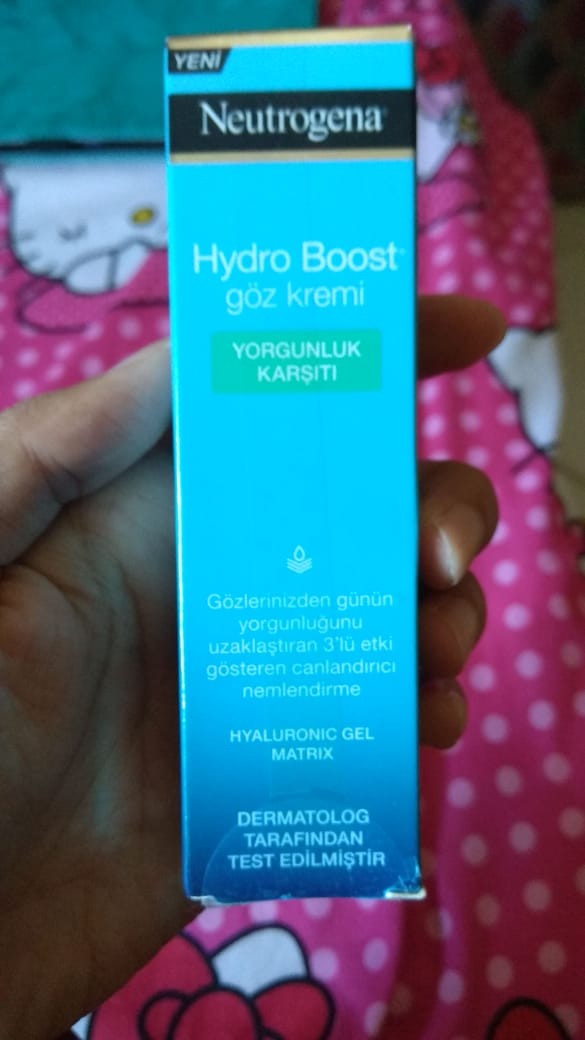 YENİ
Neutrogena®
Hydro Boost®
göz kremi
YORGUNLUK
KARŞITI
Gözlerinizden günün
yorgunluğunu
uzaklaştıran 3'lü etki
gösteren canlandırıcı
nemlendirme
HYALURONIC GEL
MATRIX
DERMATOLOG
TARAFINDAN
TEST EDİLMİŞTİR